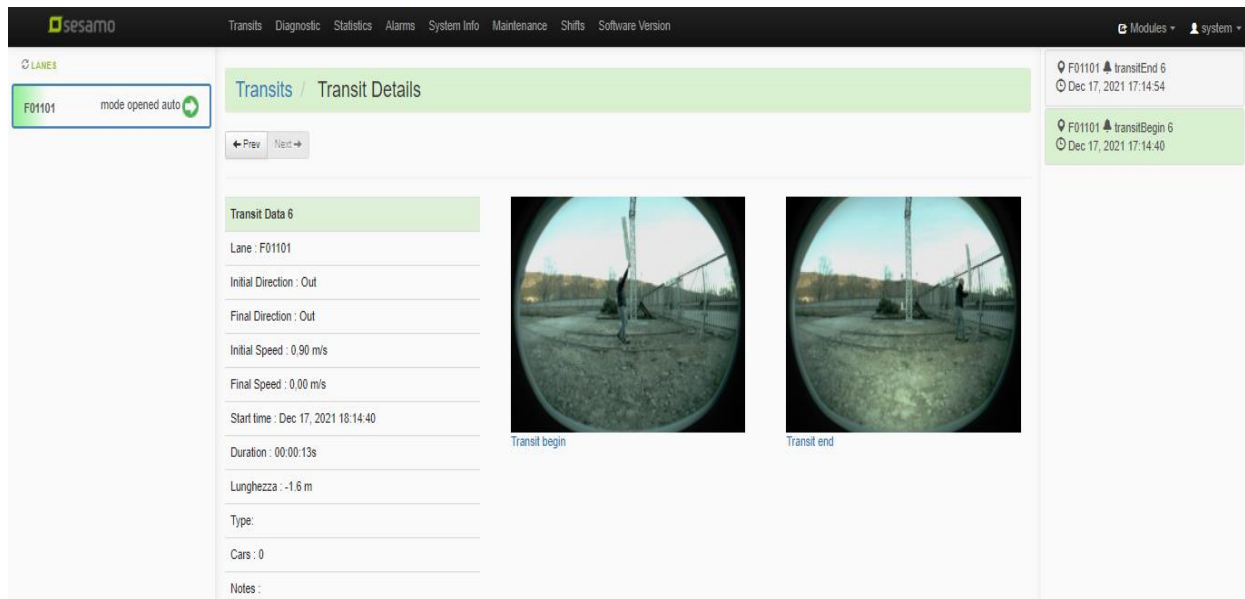 sesamo
Transits Diagnostic Statistics Alarms System Info Maintenance Shifts Software Version
Modules
system
LANES
F01101 mode opened auto
Transits / Transit Details
Prev
Next
Transit Data 6
Lane : F01101
Initial Direction : Out
Final Direction : Out
Initial Speed : 0,90 m/s
Final Speed : 0,00 m/s
Start time : Dec 17, 2021 18:14:40
Duration : 00:00:13s
Lunghezza : -1.6 m
Type:
Cars : 0
Notes :
Transit begin
Transit end
F01101 transitEnd 6
Dec 17, 2021 17:14:54
F01101 transitBegin 6
Dec 17, 2021 17:14:40